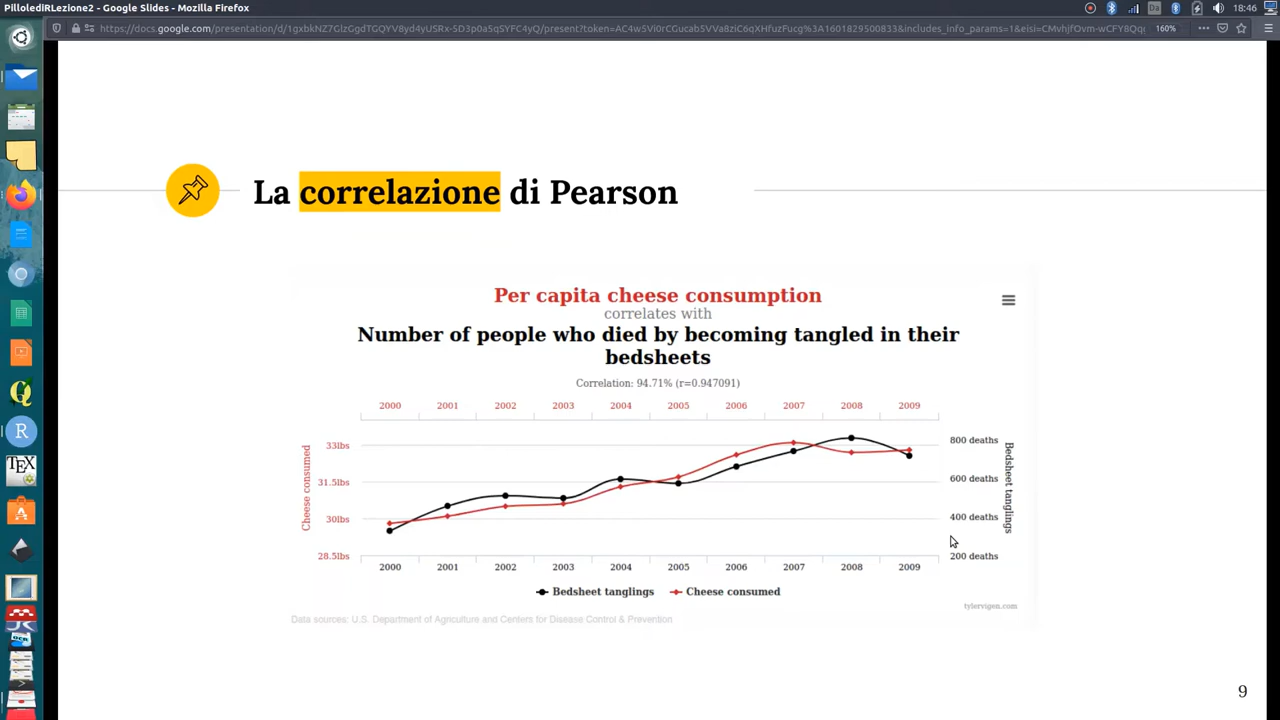 PillolediRLezione2 - Google Slides - Mozilla Firefox
18:46
160%
La correlazione di Pearson
Per capita cheese consumption
correlates with
Number of people who died by becoming tangled in their
bedsheets
Correlation: 94.71% (r=0.947091)
2000 2001 2002 2003 2004 2005 2006 2007 2008 2009
Cheese consumed
33lbs
31.5lbs
30lbs
28.5lbs
800 deaths
600 deaths
400 deaths
200 deaths
Bedsheet tanglings
2000 2001 2002 2003 2004 2005 2006 2007 2008 2009
Bedsheet tanglings Cheese consumed
tylervigen.com
Data sources: U.S. Department of Agriculture and Centers for Disease Control & Prevention
9